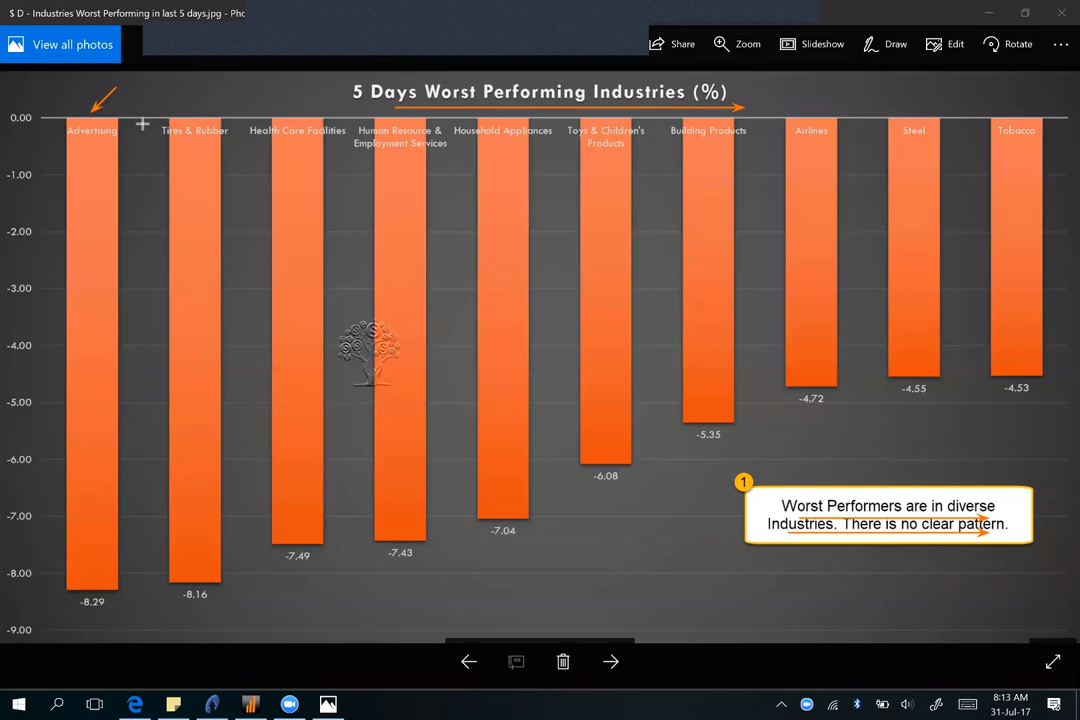 $ D - Industries Worst Performing in last 5 days.jpg - Phc
View all photos
Share
Zoom
Slideshow
Draw
Edit
Rotate
5 Days Worst Performing Industries (%)
0.00
-1.00
-2.00
-3.00
-4.00
-5.00
-6.00
-7.00
-8.00
-9.00
Advertising
Tires & Rubber
Health Care Facilities
Human Resource &
Employment Services
Household Appliances
Toys & Children's
Products
Building Products
Airlines
Steel
Tobacco
-8.29
-8.16
-7.49
-7.43
-7.04
-6.08
-5.35
-4.72
-4.55
-4.53
1
Worst Performers are in diverse
Industries. There is no clear pattern.
8:13 AM
31-Jul-17